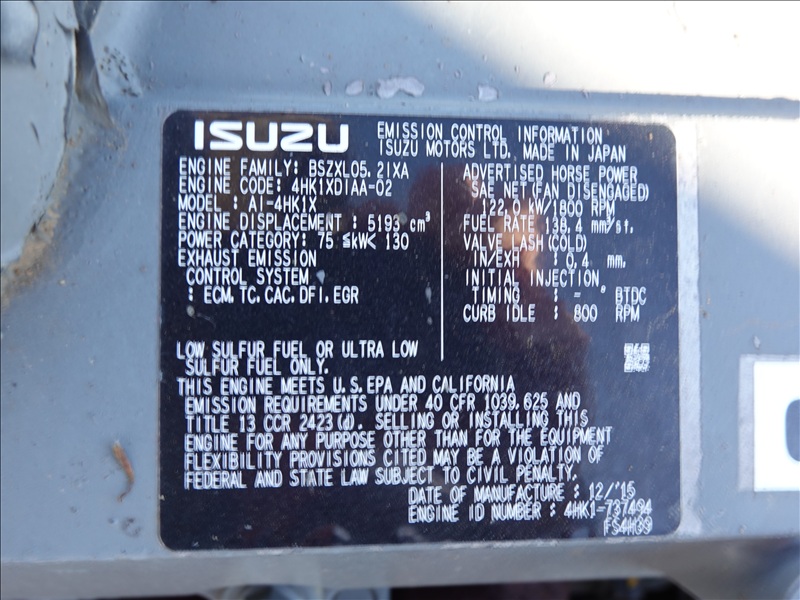 ISUZU
EMISSION CONTROL INFORMATION
ISUZU MOTORS LTD. MADE IN JAPAN
ENGINE FAMILY: BSZXL05.2IXA
ENGINE CODE: 4HK1XDIAA-02
MODEL : AI-4HK1X
ENGINE DISPLACEMENT : 5193 cm³
POWER CATEGORY: 75 ≦kW< 130
EXHAUST EMISSION
CONTROL SYSTEM
: ECM.TC.CAC.DFI.EGR
ADVERTISED HORSE POWER
SAE NET(FAN DISENGAGED)
122.0 kW/1800 RPM
FUEL RATE 138.4 mm³/st.
VALVE LASH(COLD)
IN/EXH : 0.4 mm.
INITIAL INJECTION
TIMING : - ° BTDC
CURB IDLE : 800 RPM
LOW SULFUR FUEL OR ULTRA LOW
SULFUR FUEL ONLY.
THIS ENGINE MEETS U.S.EPA AND CALIFORNIA
EMISSION REQUIREMENTS UNDER 40 CFR 1039.625 AND
TITLE 13 CCR 2423(d). SELLING OR INSTALLING THIS
ENGINE FOR ANY PURPOSE OTHER THAN FOR THE EQUIPMENT
FLEXIBILITY PROVISIONS CITED MAY BE A VIOLATION OF
FEDERAL AND STATE LAW SUBJECT TO CIVIL PENALTY.
DATE OF MANUFACTURE : 12/'15
ENGINE ID NUMBER : 4HK1-737494
FS4H39